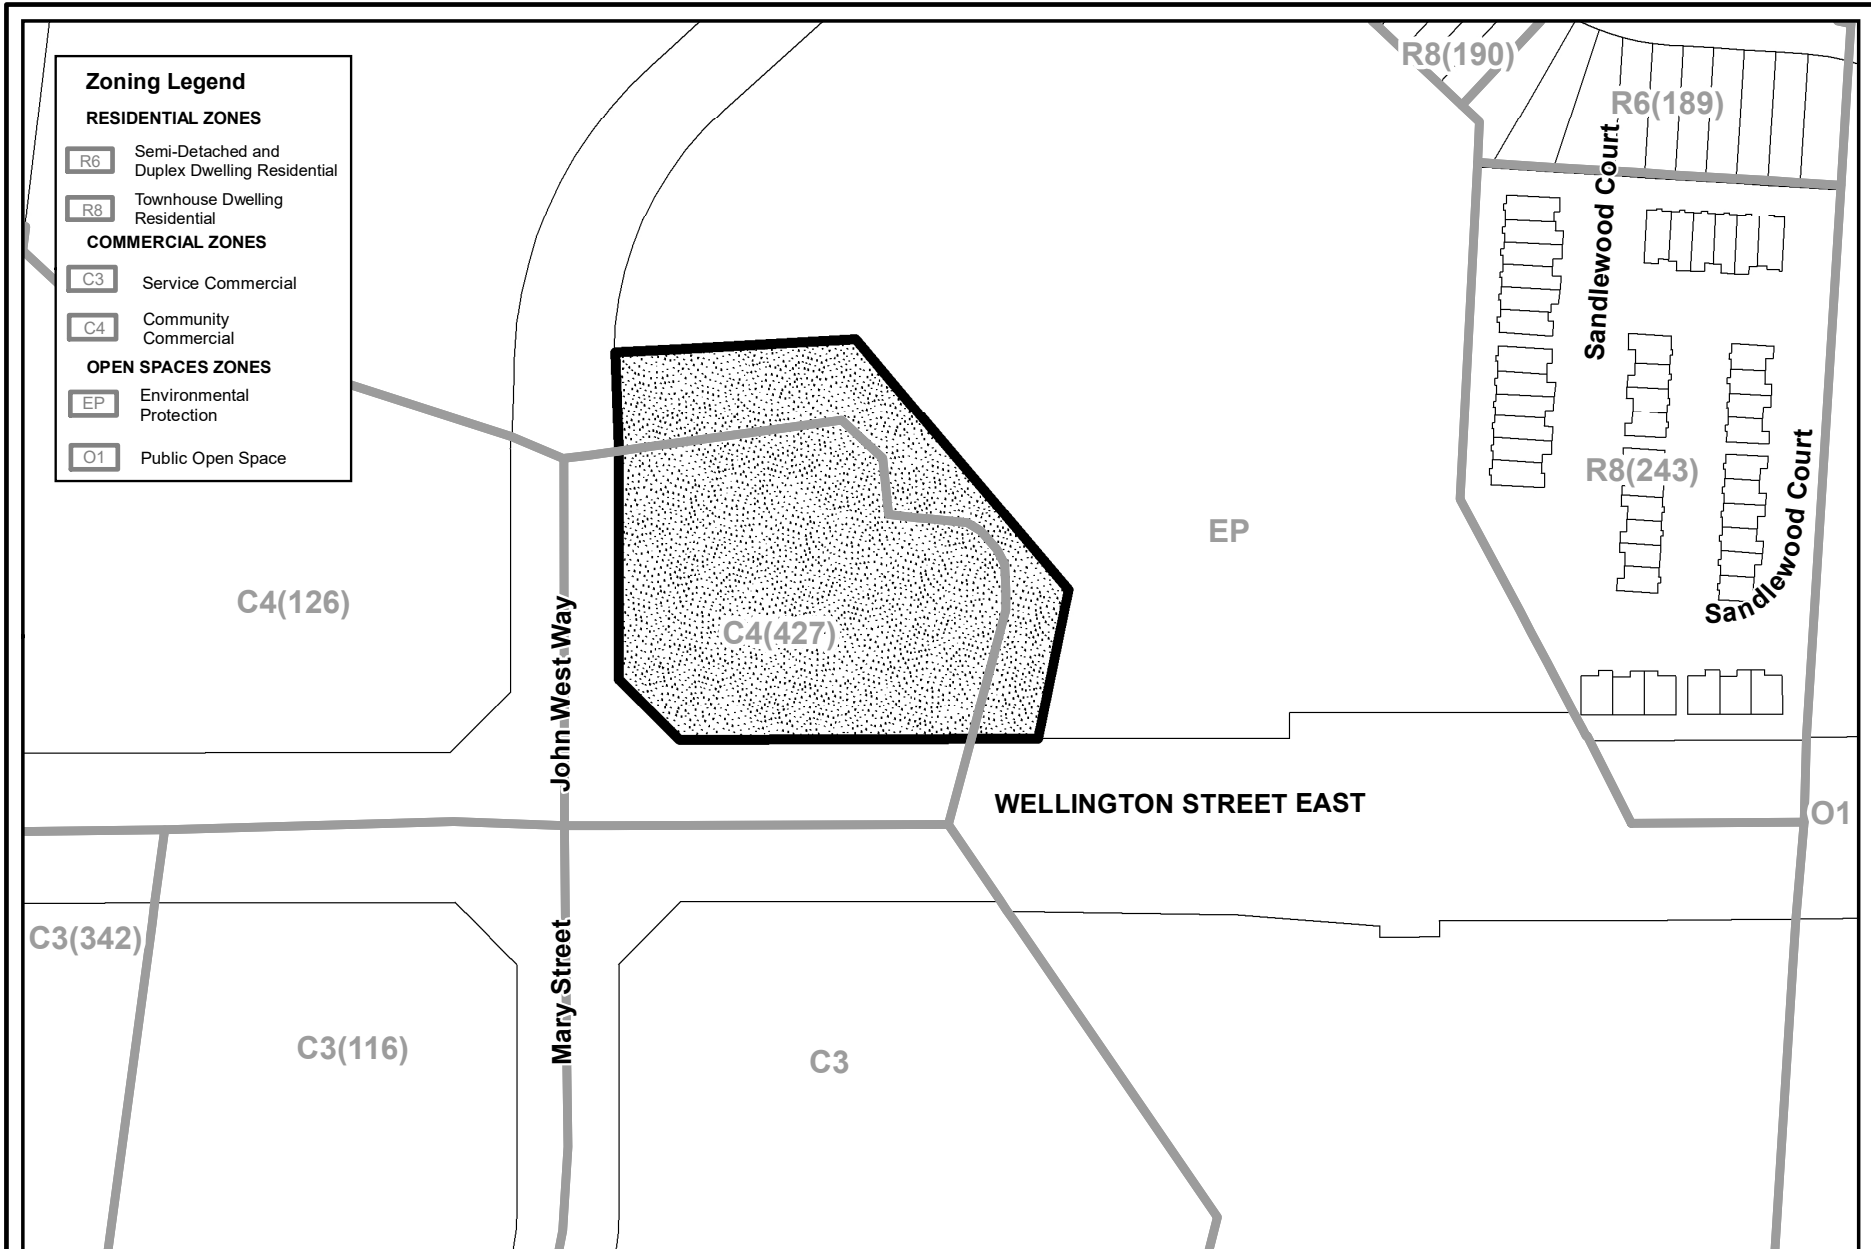 Zoning Legend
RESIDENTIAL ZONES
R6
Semi-Detached and
Duplex Dwelling Residential
R8
Townhouse Dwelling
Residential
COMMERCIAL ZONES
C3
Service Commercial
C4
Community
Commercial
OPEN SPACES ZONES
EP
Environmental
Protection
O1
Public Open Space
R8(190)
R6(189)
Sandlewood Court
R8(243)
Sandlewood Court
EP
C4(126)
C4(427)
John West Way
WELLINGTON STREET EAST
O1
C3(342)
Mary Street
C3(116)
C3